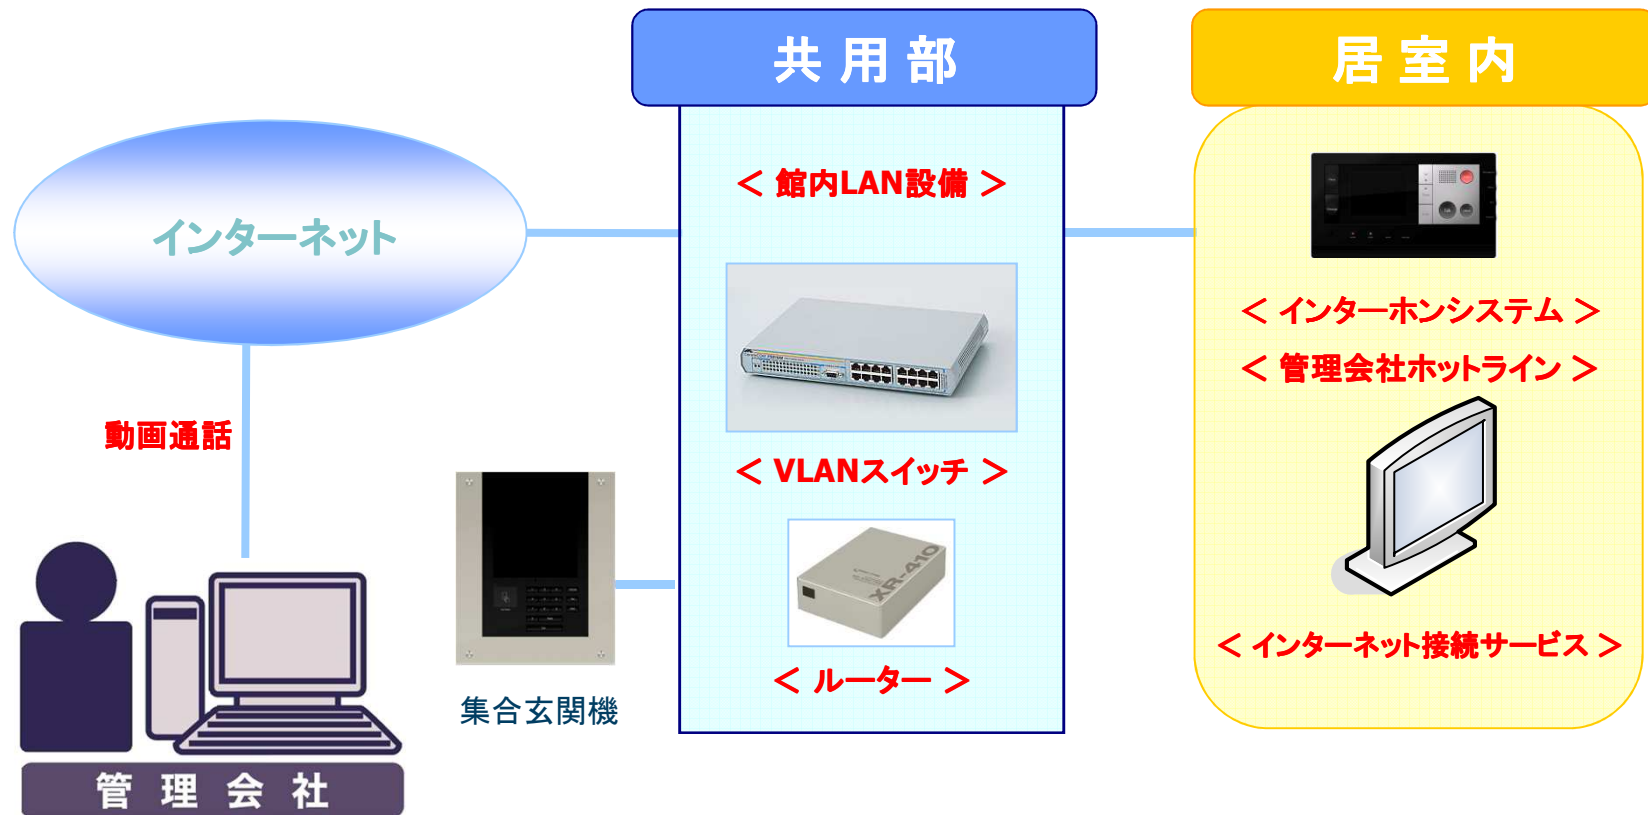 共用部
居室内
＜ 館内LAN設備 ＞
インターネット
＜ インターホンシステム ＞
＜ 管理会社ホットライン ＞
動画通話
＜ VLANスイッチ ＞
XR-410
＜ インターネット接続サービス ＞
＜ ルーター ＞
集合玄関機
管理会社